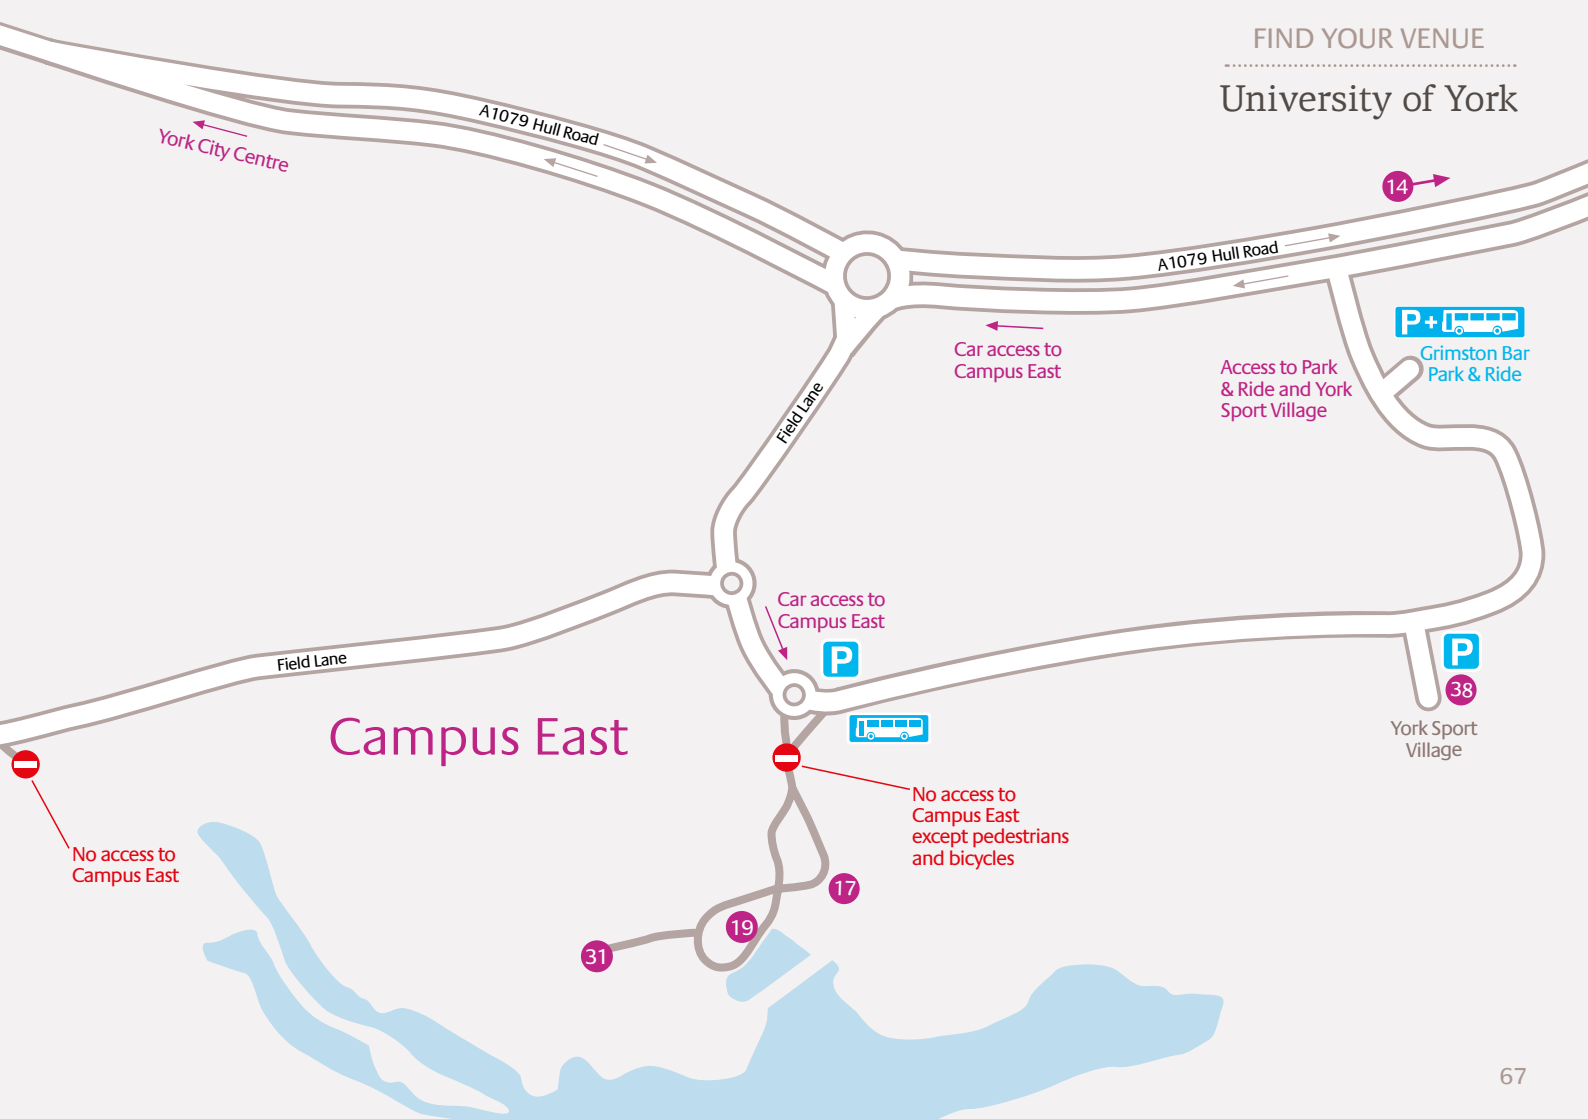 FIND YOUR VENUE
University of York
A1079 Hull Road
York City Centre
14
A1079 Hull Road
P+
Grimston Bar
Park & Ride
Car access to
Campus East
Access to Park
& Ride and York
Sport Village
Field Lane
Car access to
Campus East
P
Field Lane
P
38
York Sport
Village
Campus East
No access to
Campus East
except pedestrians
and bicycles
No access to
Campus East
17
19
31
67